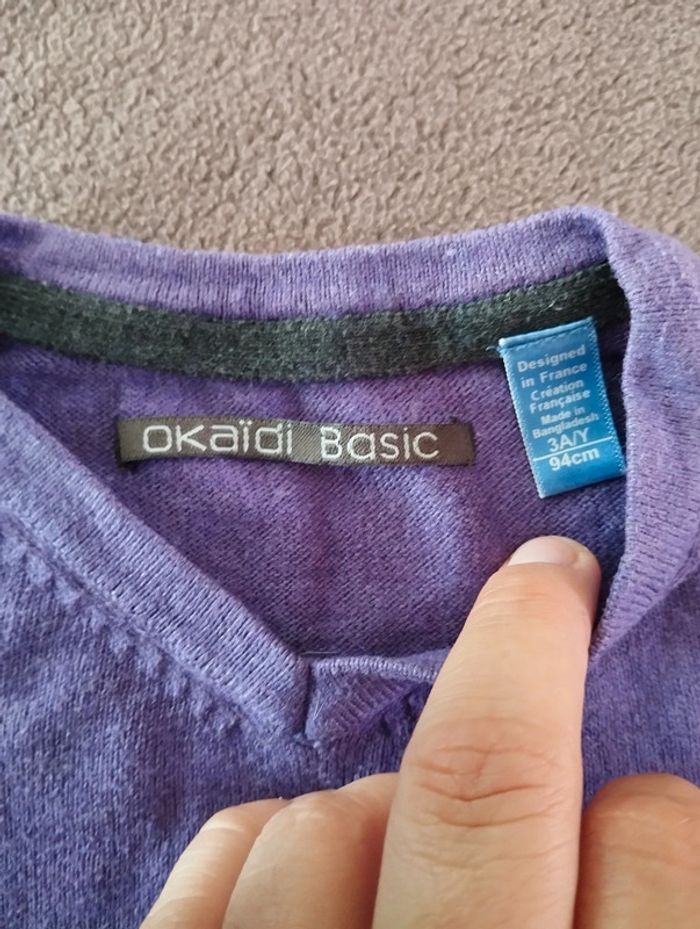 OKaïdi Basic
Designed
in France
Création
Française
Made in
Bangladesh
3A/Y
94cm